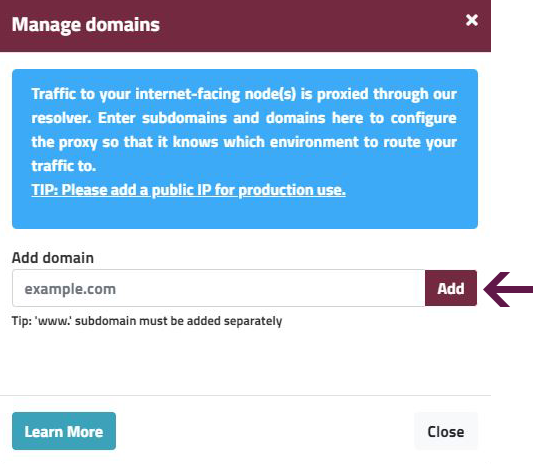 Manage domains ×
Traffic to your internet-facing node(s) is proxied through our
resolver. Enter subdomains and domains here to configure
the proxy so that it knows which environment to route your
traffic to.
TIP: Please add a public IP for production use.
Add domain
example.com Add
Tip: 'www.' subdomain must be added separately
Learn More Close